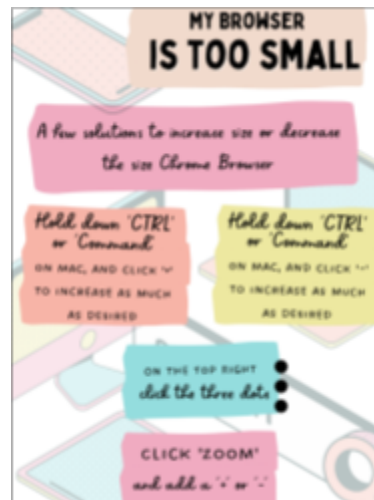 MY BROWSER
IS TOO SMALL
A few solutions to increase size or decrease
the size Chrome Browser
Hold down 'CTRL'
or 'Command'
ON MAC, AND CLICK '+'
TO INCREASE AS MUCH
AS DESIRED
Hold down 'CTRL'
or 'Command'
ON MAC, AND CLICK '-'
TO INCREASE AS MUCH
AS DESIRED
ON THE TOP RIGHT
click the three dots
CLICK 'ZOOM'
and add a '+' or '-'